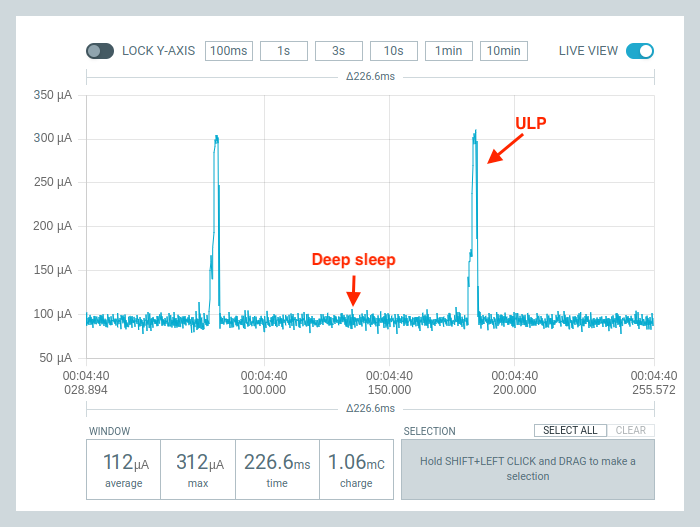 LOCK Y-AXIS 100ms 1s 3s 10s 1min 10min LIVE VIEW
Δ226.6ms
350 µA
ULP
300 µA
250 µA
200 µA
Deep sleep
150 µA
100 µA
50 µA
00:04:40 00:04:40 00:04:40 00:04:40 00:04:40
028.894 100.000 150.000 200.000 255.572
Δ226.6ms
WINDOW SELECTION SELECT ALL CLEAR
112µA 312µA 226.6ms 1.06mC
average max time charge
Hold SHIFT+LEFT CLICK and DRAG to make a
selection